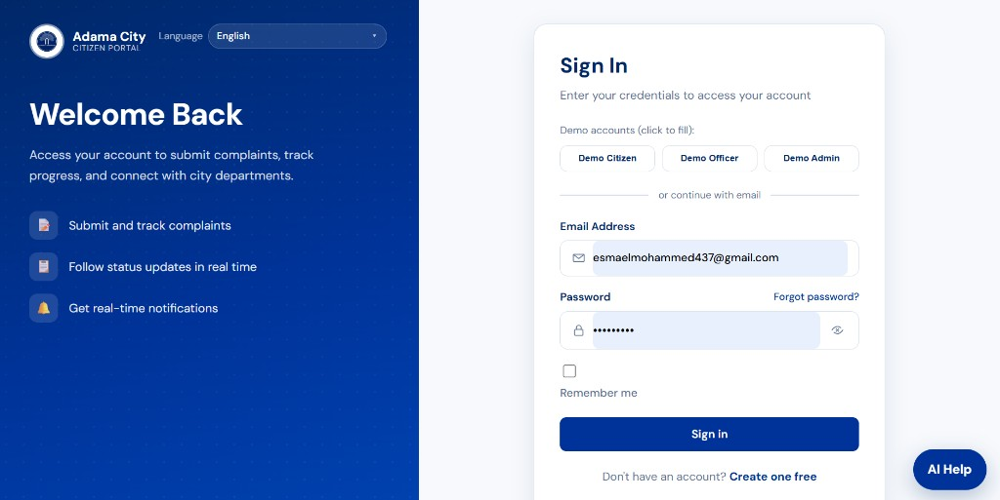 Adama City
CITIZEN PORTAL
Language
English
Welcome Back
Access your account to submit complaints, track
progress, and connect with city departments.
Submit and track complaints
Follow status updates in real time
Get real-time notifications
Sign In
Enter your credentials to access your account
Demo accounts (click to fill):
Demo Citizen
Demo Officer
Demo Admin
or continue with email
Email Address
esmaelmohammed437@gmail.com
Password
Forgot password?
•••••••••
Remember me
Sign in
Don't have an account? Create one free
AI Help